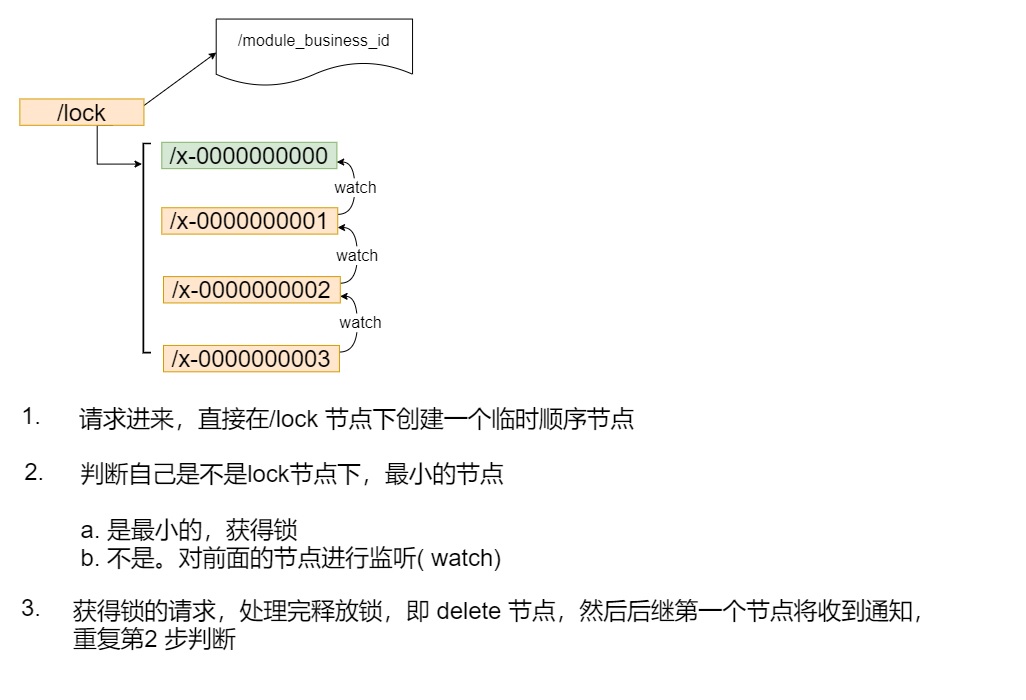 /module_business_id
/lock
/x-0000000000
watch
/x-0000000001
watch
/x-0000000002
watch
/x-0000000003
1. 请求进来，直接在/lock 节点下创建一个临时顺序节点
2. 判断自己是不是lock节点下，最小的节点
a. 是最小的，获得锁
b. 不是。对前面的节点进行监听( watch)
3. 获得锁的请求，处理完释放锁，即 delete 节点，然后后继第一个节点将收到通知，
重复第2 步判断